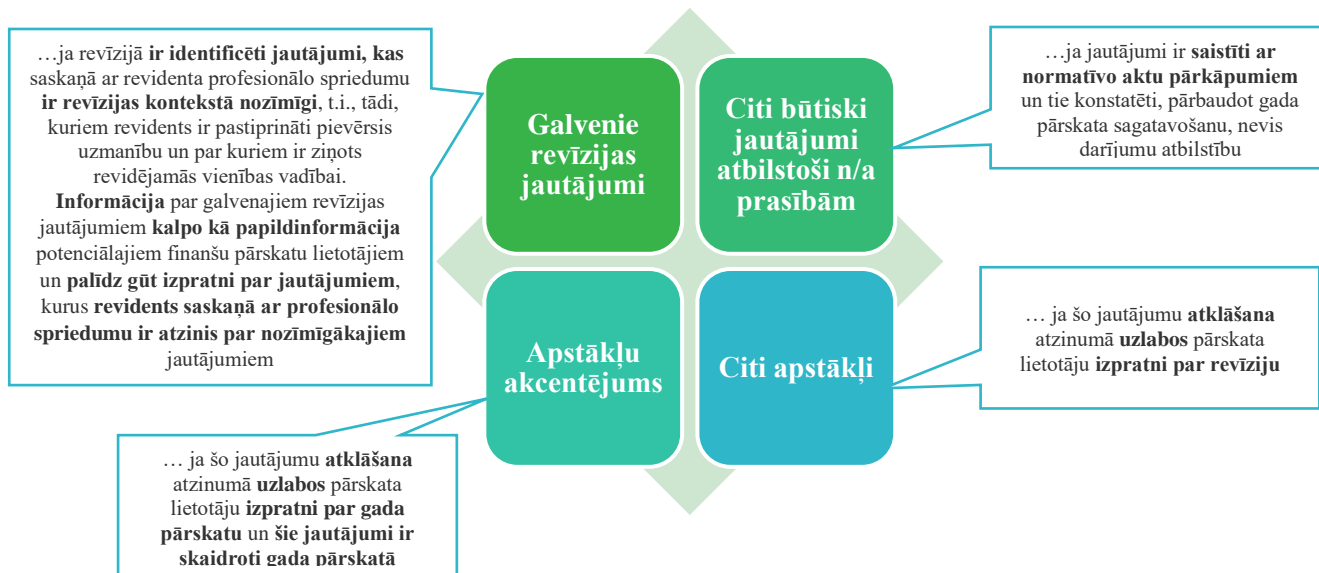 …ja revīzijā ir identificēti jautājumi, kas
saskaņā ar revidenta profesionālo spriedumu
ir revīzijas kontekstā nozīmīgi, t.i., tādi,
kuriem revidents ir pastiprināti pievērsis
uzmanību un par kuriem ir ziņots
revidējamās vienības vadībai.
Informācija par galvenajiem revīzijas
jautājumiem kalpo kā papildinformācija
potenciālajiem finanšu pārskatu lietotājiem
un palīdz gūt izpratni par jautājumiem,
kurus revidents saskaņā ar profesionālo
spriedumu ir atzinis par nozīmīgākajiem
jautājumiem
Galvenie
revīzijas
jautājumi
Citi būtiski
jautājumi
atbilstoši n/a
prasībām
…ja jautājumi ir saistīti ar
normatīvo aktu pārkāpumiem
un tie konstatēti, pārbaudot gada
pārskata sagatavošanu, nevis
darījumu atbilstību
Apstākļu
akcentējums
Citi apstākļi
… ja šo jautājumu atklāšana
atzinumā uzlabos pārskata
lietotāju izpratni par revīziju
… ja šo jautājumu atklāšana
atzinumā uzlabos pārskata
lietotāju izpratni par gada
pārskatu un šie jautājumi ir
skaidroti gada pārskatā